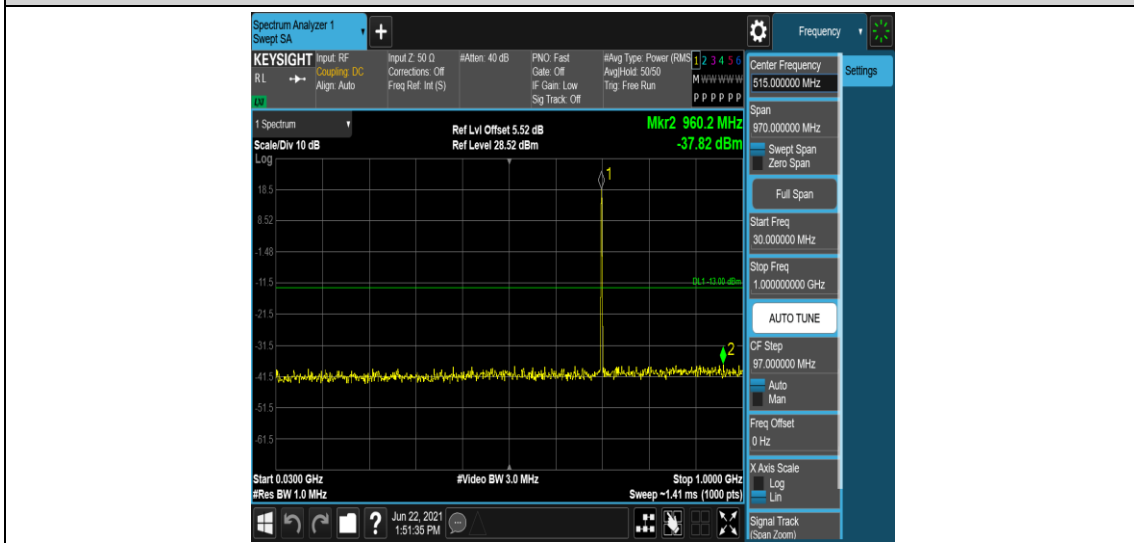 Spectrum Analyzer 1
Swept SA
Frequency
KEYSIGHT
RL
LXI
Input: RF
Coupling: DC
Align: Auto
Input Z: 50 Ω
Corrections: Off
Freq Ref: Int (S)
#Atten: 40 dB
PNO: Fast
Gate: Off
IF Gain: Low
Sig Track: Off
#Avg Type: Power (RMS
Avg|Hold: 50/50
Trig: Free Run
1 2 3 4 5 6
M W W W W W
P P P P P P
1 Spectrum
Scale/Div 10 dB
Log
Ref Lvl Offset 5.52 dB
Ref Level 28.52 dBm
Mkr2 960.2 MHz
-37.82 dBm
1
18.5
8.52
-1.48
-11.5
DL1 -13.00 dBm
-21.5
-31.5
2
-41.5
-51.5
-61.5
Start 0.0300 GHz
#Res BW 1.0 MHz
#Video BW 3.0 MHz
Stop 1.0000 GHz
Sweep ~1.41 ms (1000 pts)
Jun 22, 2021
1:51:35 PM
Center Frequency
515.000000 MHz
Settings
Span
970.000000 MHz
Swept Span
Zero Span
Full Span
Start Freq
30.000000 MHz
Stop Freq
1.000000000 GHz
AUTO TUNE
CF Step
97.000000 MHz
Auto
Man
Freq Offset
0 Hz
X Axis Scale
Log
Lin
Signal Track
(Span Zoom)